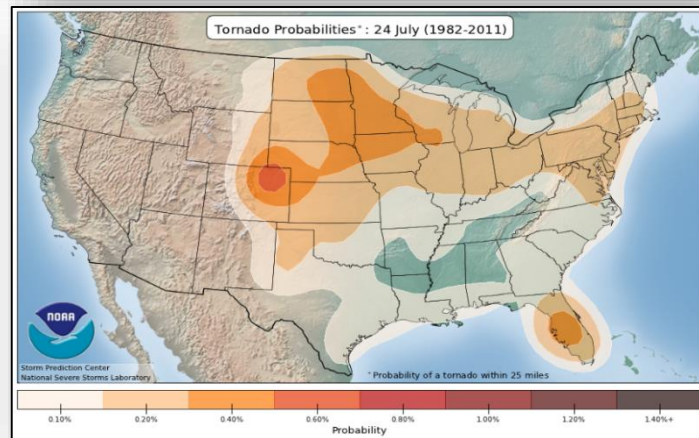 Tornado Probabilities*: 24 July (1982-2011)
NOAA
Storm Prediction Center
National Severe Storms Laboratory
*Probability of a tornado within 25 miles
0.10% 0.20% 0.40% 0.60% 0.80% 1.00% 1.20% 1.40%+
Probability